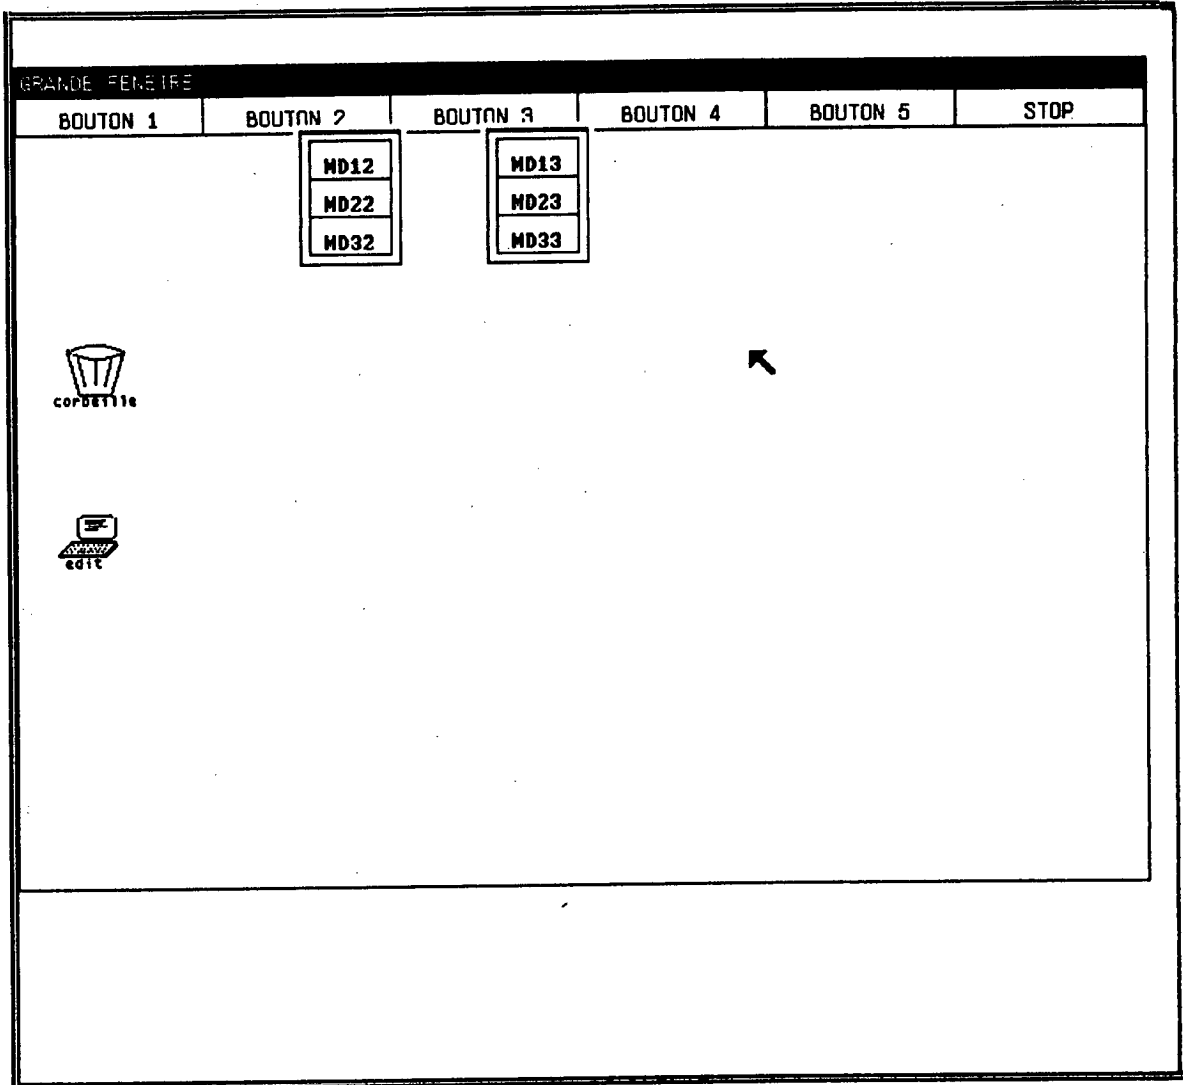 GRANDE FENETRE
BOUTON 1 BOUTON 2 BOUTON 3 BOUTON 4 BOUTON 5 STOP
MD12 MD13
MD22 MD23
MD32 MD33
corbeille
edit